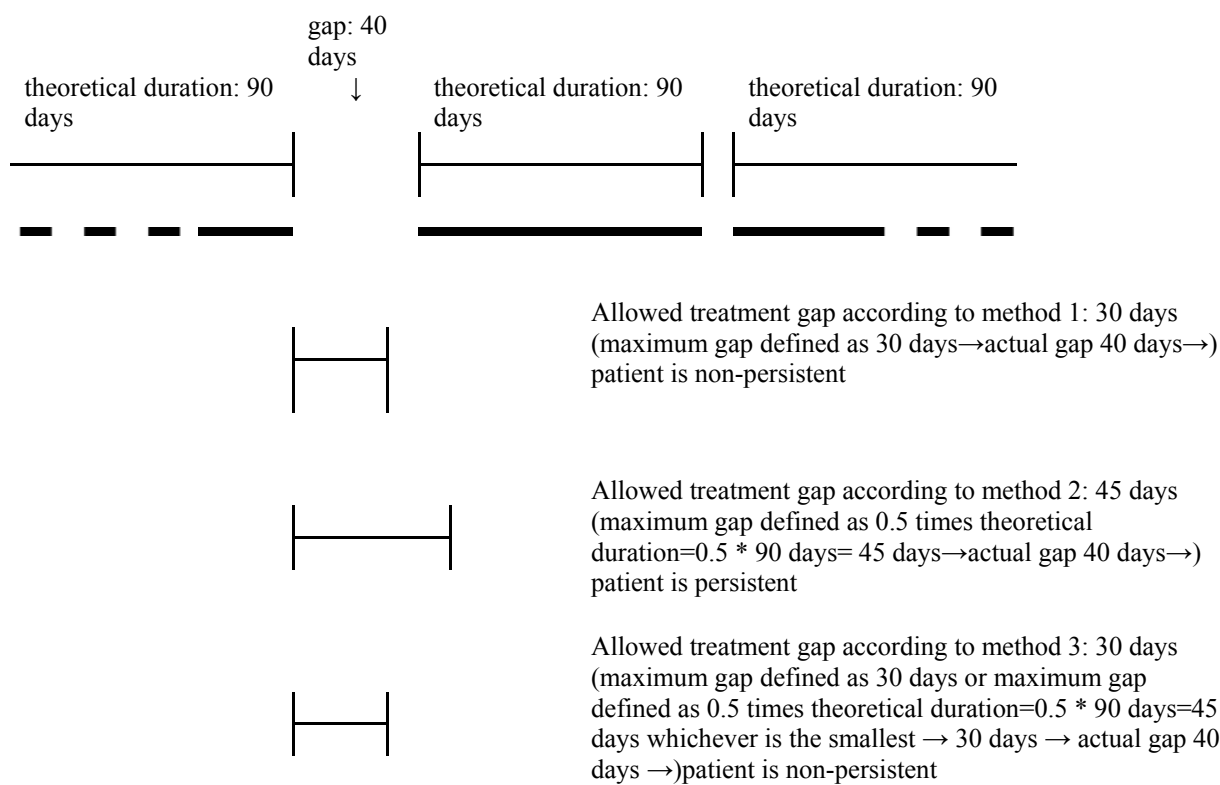 gap: 40
days
↓
theoretical duration: 90
days
theoretical duration: 90
days
theoretical duration: 90
days
Allowed treatment gap according to method 1: 30 days
(maximum gap defined as 30 days→actual gap 40 days→)
patient is non-persistent
Allowed treatment gap according to method 2: 45 days
(maximum gap defined as 0.5 times theoretical
duration=0.5 * 90 days= 45 days→actual gap 40 days→)
patient is persistent
Allowed treatment gap according to method 3: 30 days
(maximum gap defined as 30 days or maximum gap
defined as 0.5 times theoretical duration=0.5 * 90 days=45
days whichever is the smallest → 30 days → actual gap 40
days →)patient is non-persistent